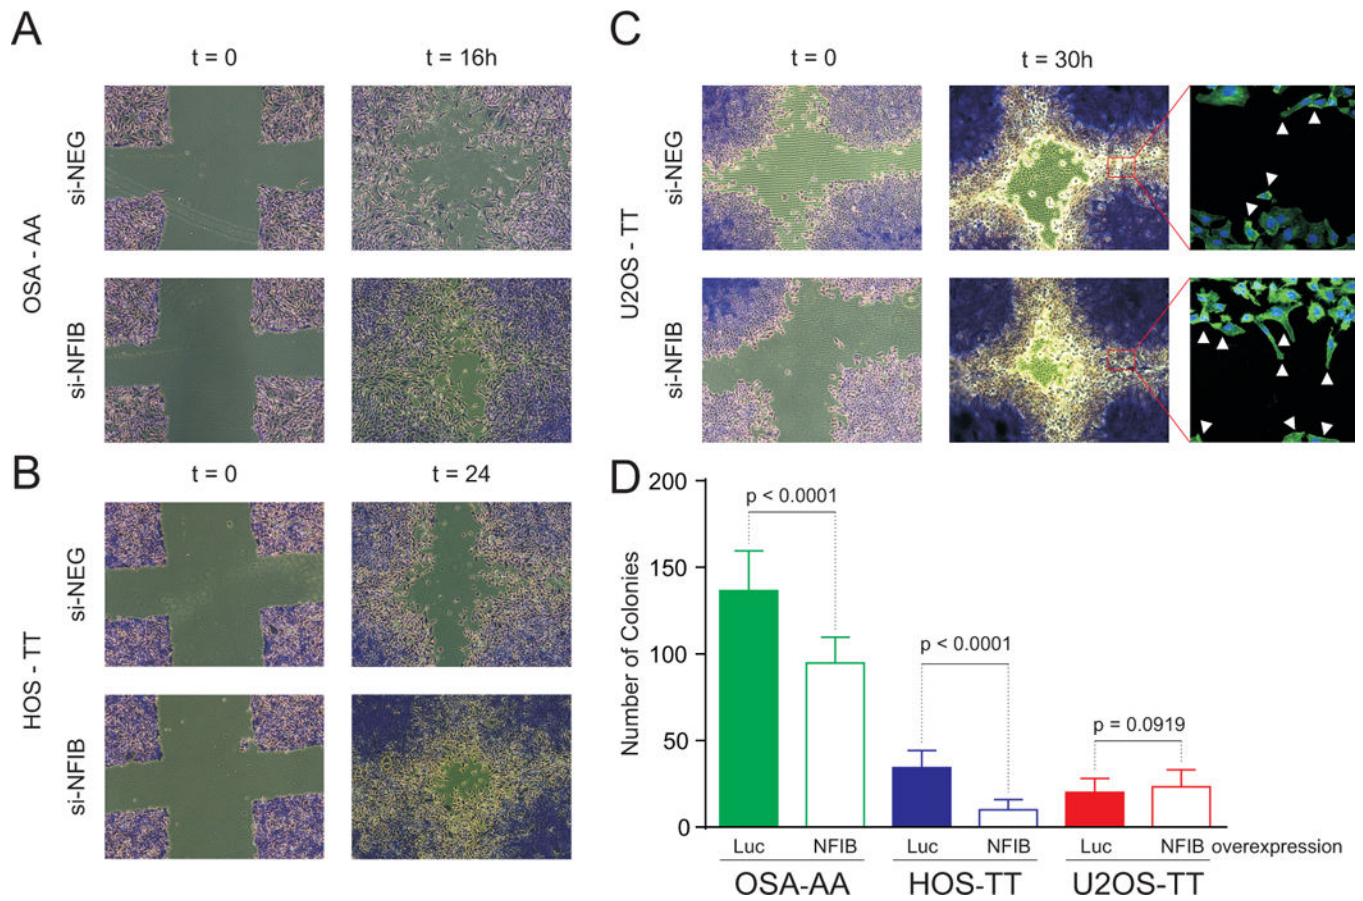 A
t = 0
t = 16h
si-NEG
si-NFIB
OSA - AA
B
t = 0
t = 24
si-NEG
si-NFIB
HOS - TT
C
t = 0
t = 30h
si-NEG
si-NFIB
U2OS - TT
D
Number of Colonies
200
150
100
50
0
p < 0.0001
p < 0.0001
p = 0.0919
Luc NFIB Luc NFIB Luc NFIB overexpression
OSA-AA HOS-TT U2OS-TT